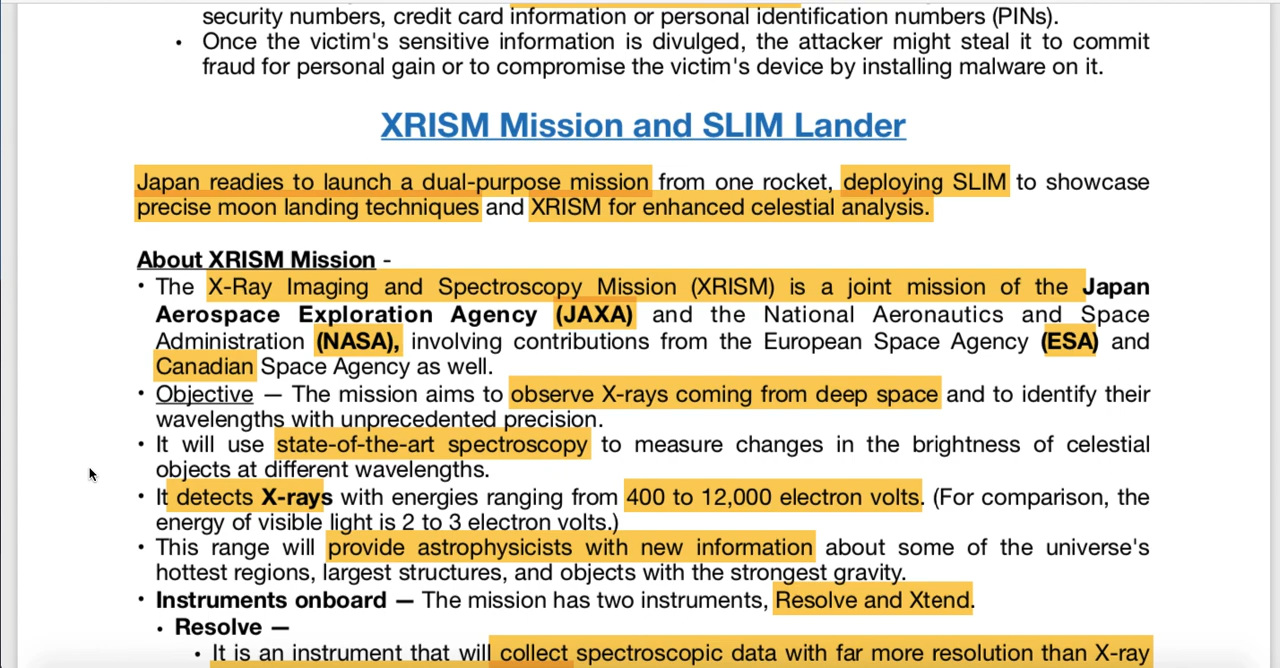 security numbers, credit card information or personal identification numbers (PINs).
• Once the victim's sensitive information is divulged, the attacker might steal it to commit
fraud for personal gain or to compromise the victim's device by installing malware on it.
XRISM Mission and SLIM Lander
Japan readies to launch a dual-purpose mission from one rocket, deploying SLIM to showcase
precise moon landing techniques and XRISM for enhanced celestial analysis.
About XRISM Mission -
• The X-Ray Imaging and Spectroscopy Mission (XRISM) is a joint mission of the Japan
Aerospace Exploration Agency (JAXA) and the National Aeronautics and Space
Administration (NASA), involving contributions from the European Space Agency (ESA) and
Canadian Space Agency as well.
• Objective — The mission aims to observe X-rays coming from deep space and to identify their
wavelengths with unprecedented precision.
• It will use state-of-the-art spectroscopy to measure changes in the brightness of celestial
objects at different wavelengths.
• It detects X-rays with energies ranging from 400 to 12,000 electron volts. (For comparison, the
energy of visible light is 2 to 3 electron volts.)
• This range will provide astrophysicists with new information about some of the universe's
hottest regions, largest structures, and objects with the strongest gravity.
• Instruments onboard — The mission has two instruments, Resolve and Xtend.
• Resolve —
• It is an instrument that will collect spectroscopic data with far more resolution than X-ray